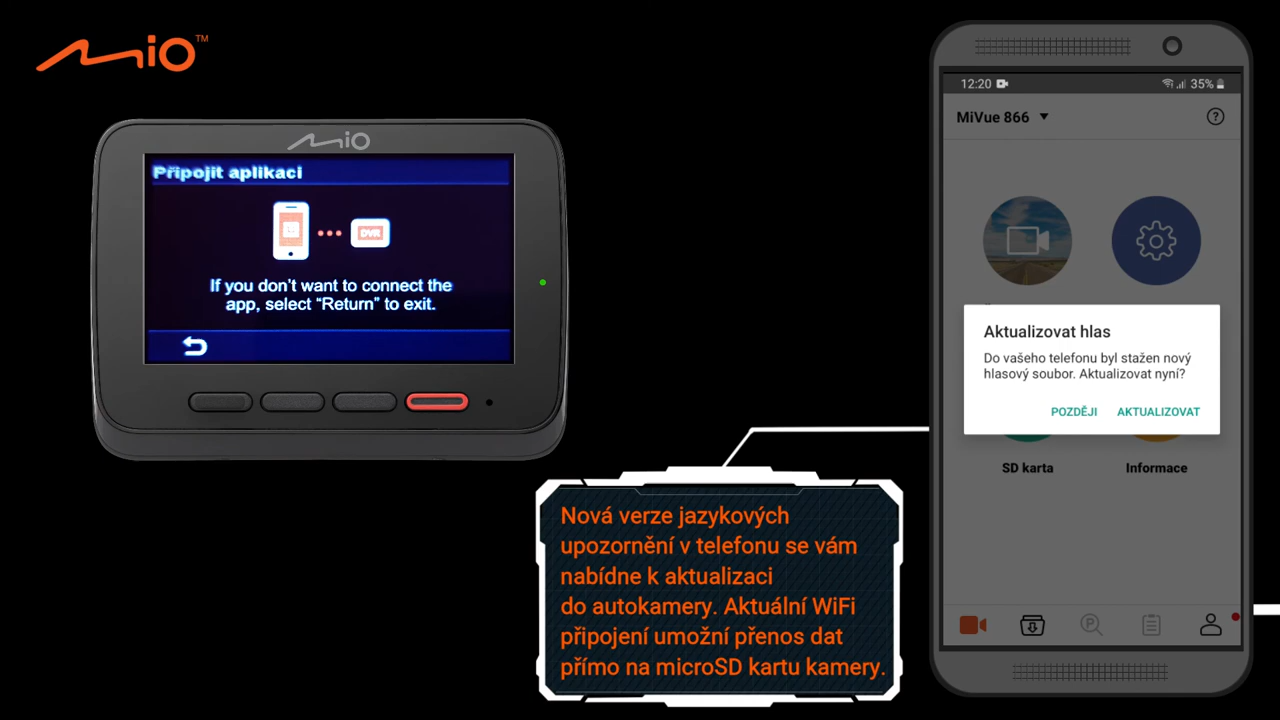 MiO™
MiO
Připojit aplikaci
DVR
If you don't want to connect the
app, select “Return” to exit.
Nová verze jazykových
upozornění v telefonu se vám
nabídne k aktualizaci
do autokamery. Aktuální WiFi
připojení umožní přenos dat
přímo na microSD kartu kamery.
12:20
35%
MiVue 866
?
Aktualizovat hlas
Do vašeho telefonu byl stažen nový
hlasový soubor. Aktualizovat nyní?
POZDĚJI AKTUALIZOVAT
SD karta Informace
P